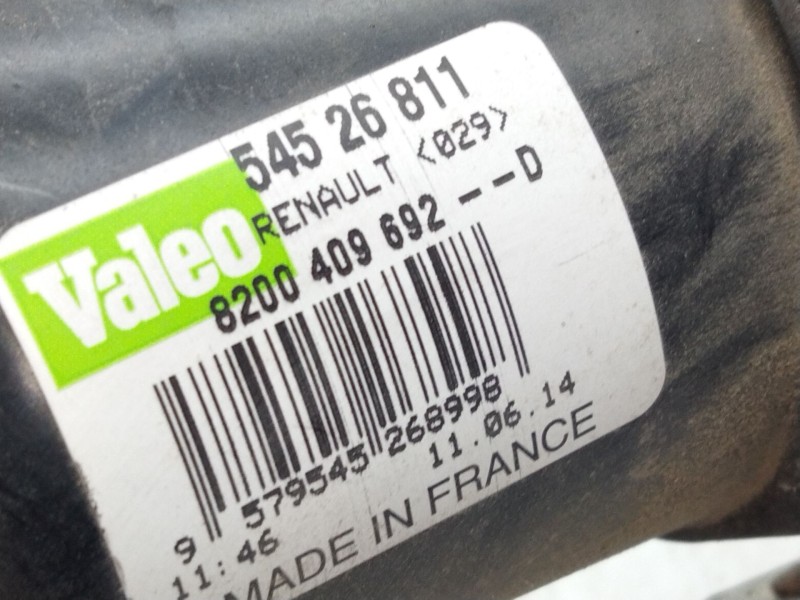 545 26 811
RENAULT <029>
Valeo
8200 409 692 --D
9 579545 268998
11:46 11.06.14
MADE IN FRANCE